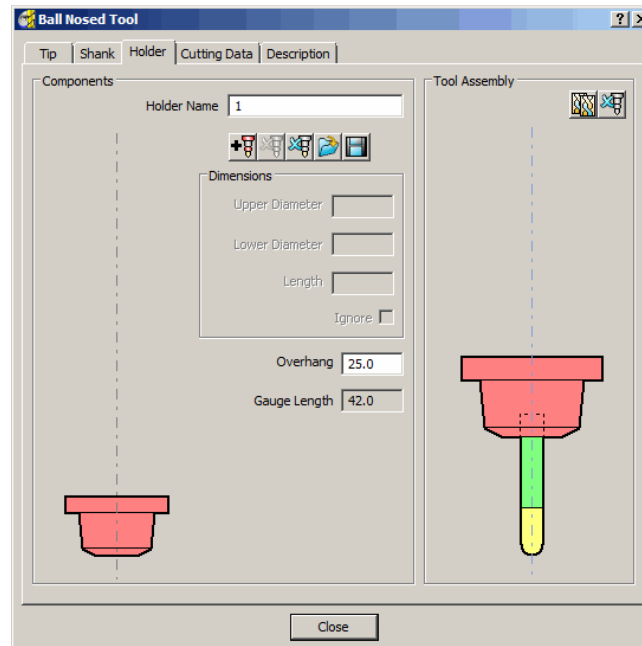 Ball Nosed Tool
Tip Shank Holder Cutting Data Description
Components
Holder Name 1
Dimensions
Upper Diameter
Lower Diameter
Length
Ignore
Overhang 25.0
Gauge Length 42.0
Tool Assembly
Close